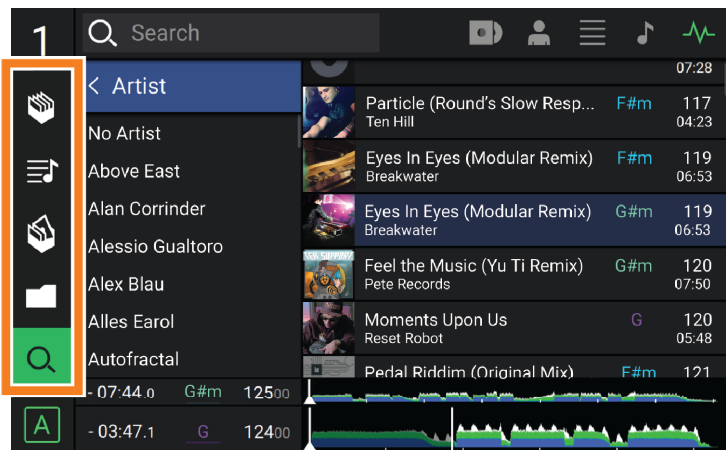 1
Search
< Artist
No Artist
Above East
Alan Corrinder
Alessio Gualtoro
Alex Blau
Alles Earol
Autofractal
07:28
Particle (Round's Slow Resp... F#m 117
Ten Hill 04:23
Eyes In Eyes (Modular Remix) F#m 119
Breakwater 06:53
Eyes In Eyes (Modular Remix) G#m 119
Breakwater 06:53
Feel the Music (Yu Ti Remix) G#m 120
Pete Records 07:50
Moments Upon Us G 120
Reset Robot 05:48
Pedal Riddim (Original Mix) F#m 121
- 07:44.0 G#m 12500
A
- 03:47.1 G 12400